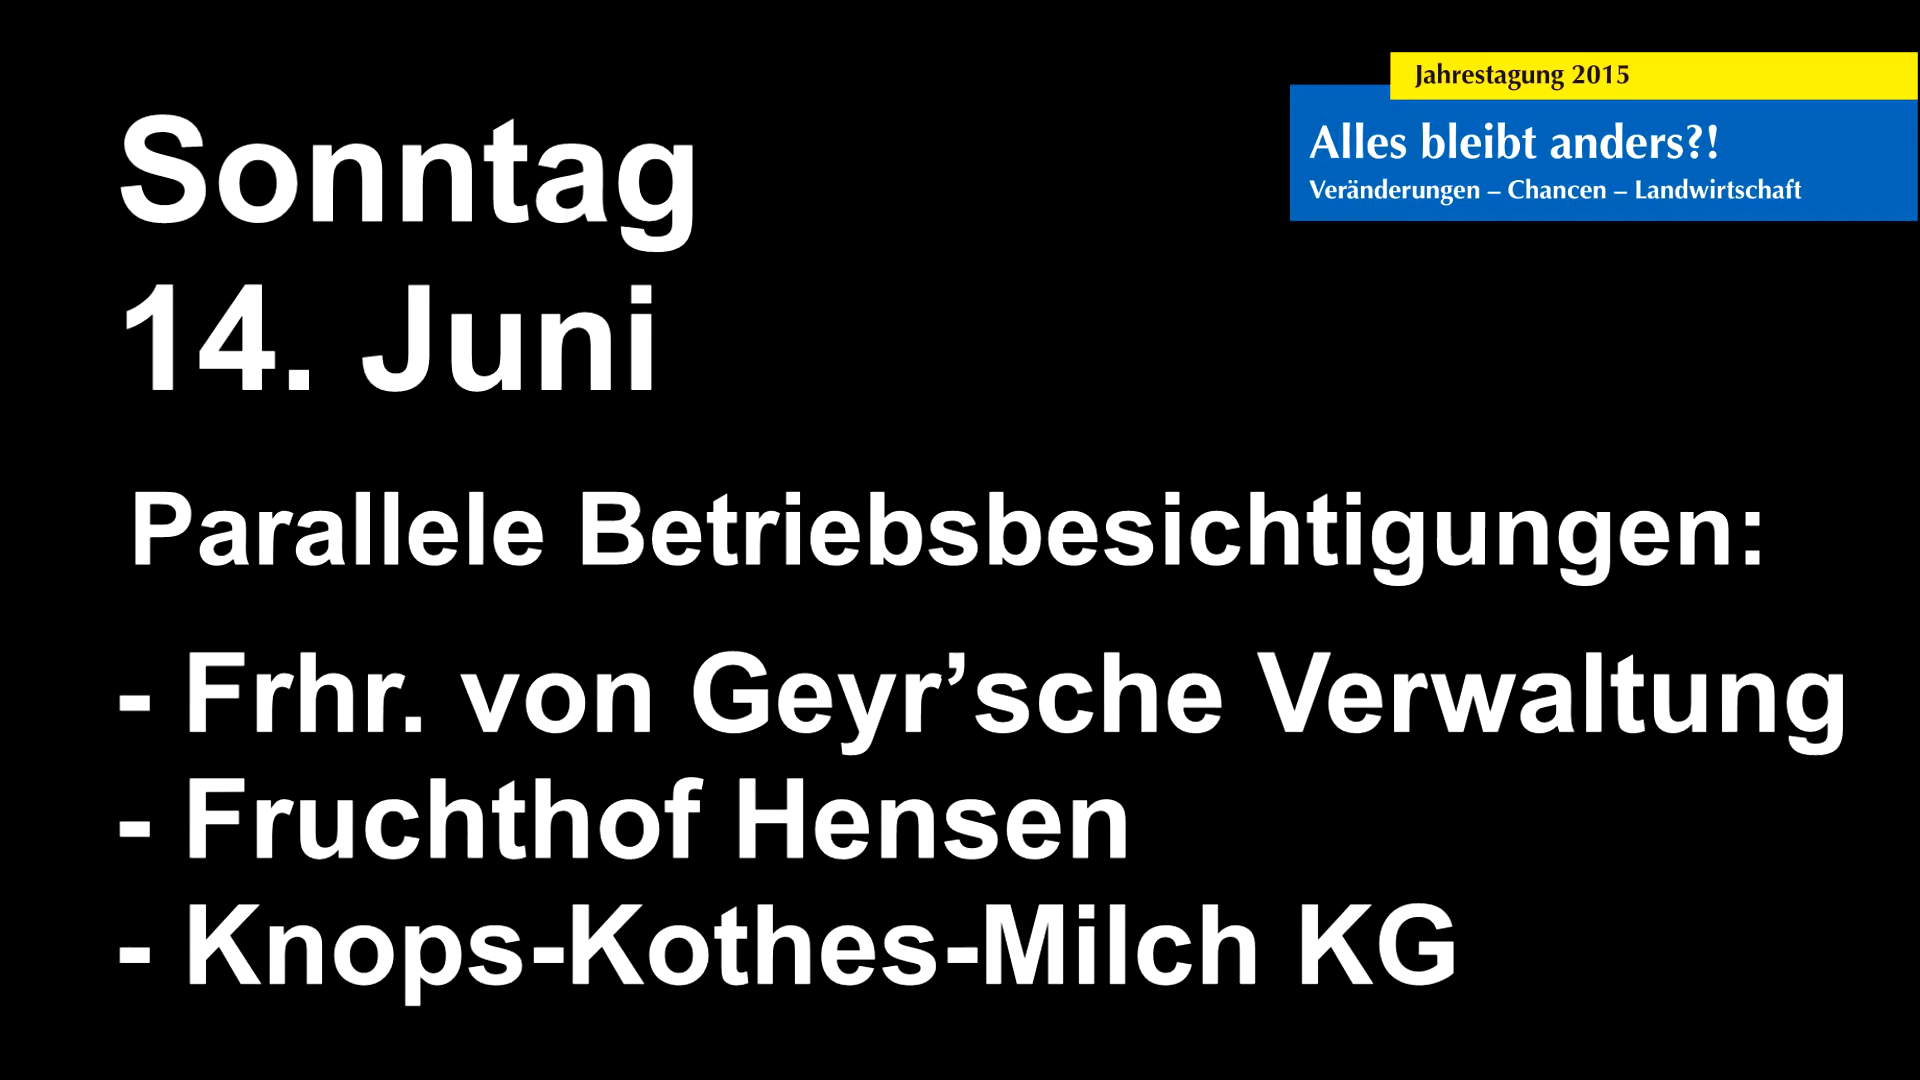 Jahrestagung 2015
Alles bleibt anders?!
Veränderungen – Chancen – Landwirtschaft
Sonntag
14. Juni
Parallele Betriebsbesichtigungen:
- Frhr. von Geyr’sche Verwaltung
- Fruchthof Hensen
- Knops-Kothes-Milch KG